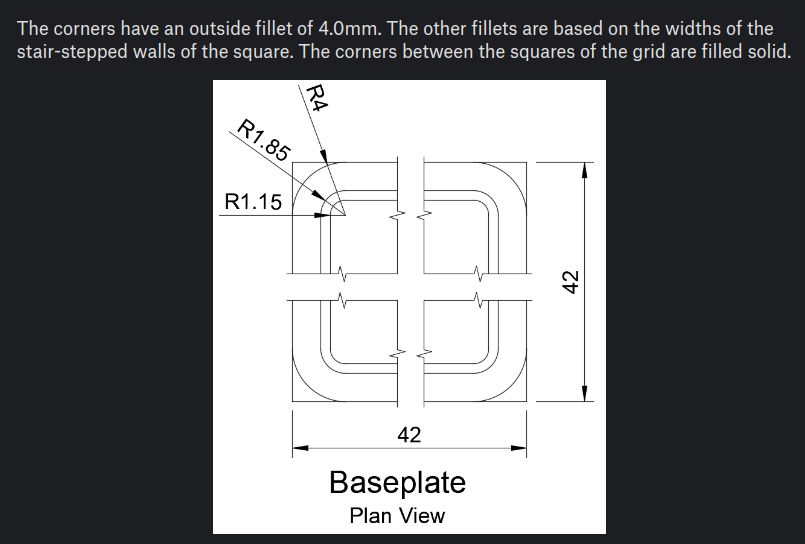 The corners have an outside fillet of 4.0mm. The other fillets are based on the widths of the
stair-stepped walls of the square. The corners between the squares of the grid are filled solid.
R4
R1.85
R1.15
42
42
Baseplate
Plan View